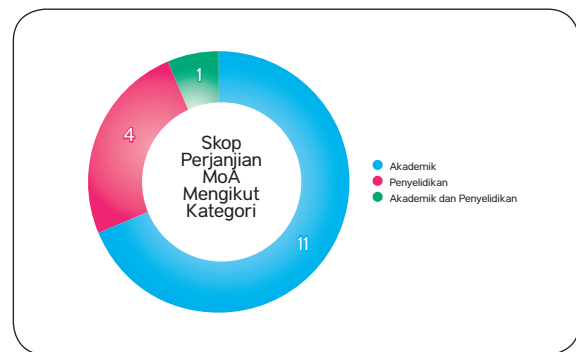 1
4
Skop
Perjanjian
MoA
Mengikut
Kategori
11
Akademik
Penyelidikan
Akademik dan Penyelidikan